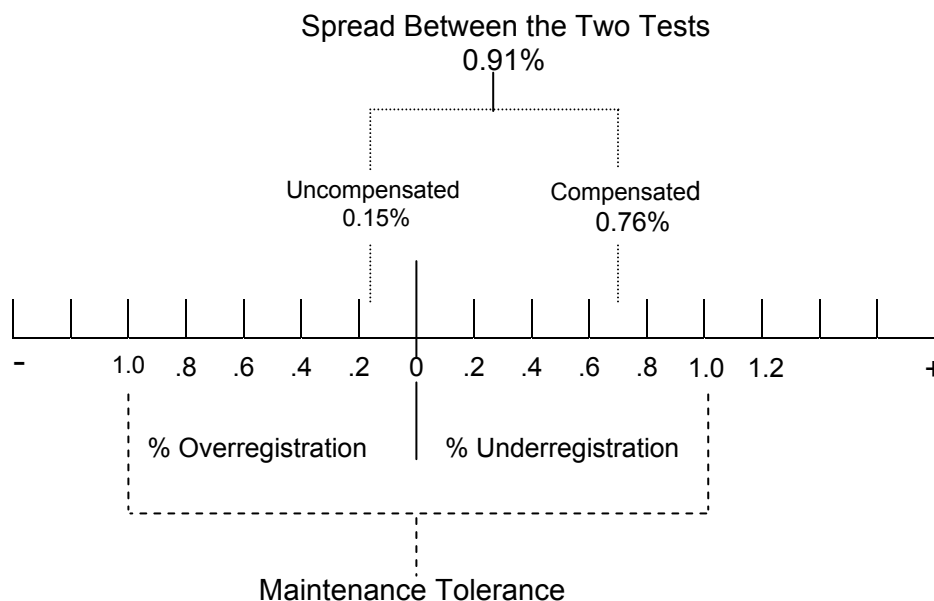 Spread Between the Two Tests
0.91%
Uncompensated
0.15%
Compensated
0.76%
- 1.0 .8 .6 .4 .2 0 .2 .4 .6 .8 1.0 1.2 +
% Overregistration % Underregistration
Maintenance Tolerance